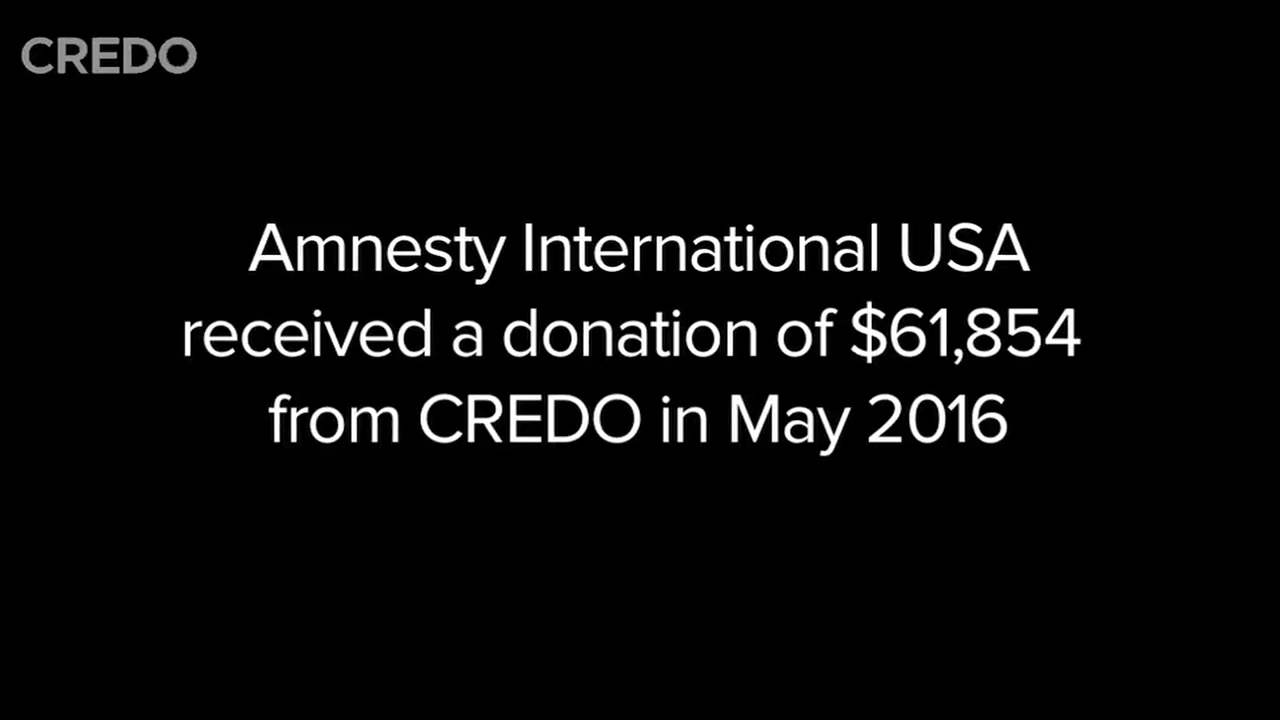 CREDO
Amnesty International USA
received a donation of $61,854
from CREDO in May 2016